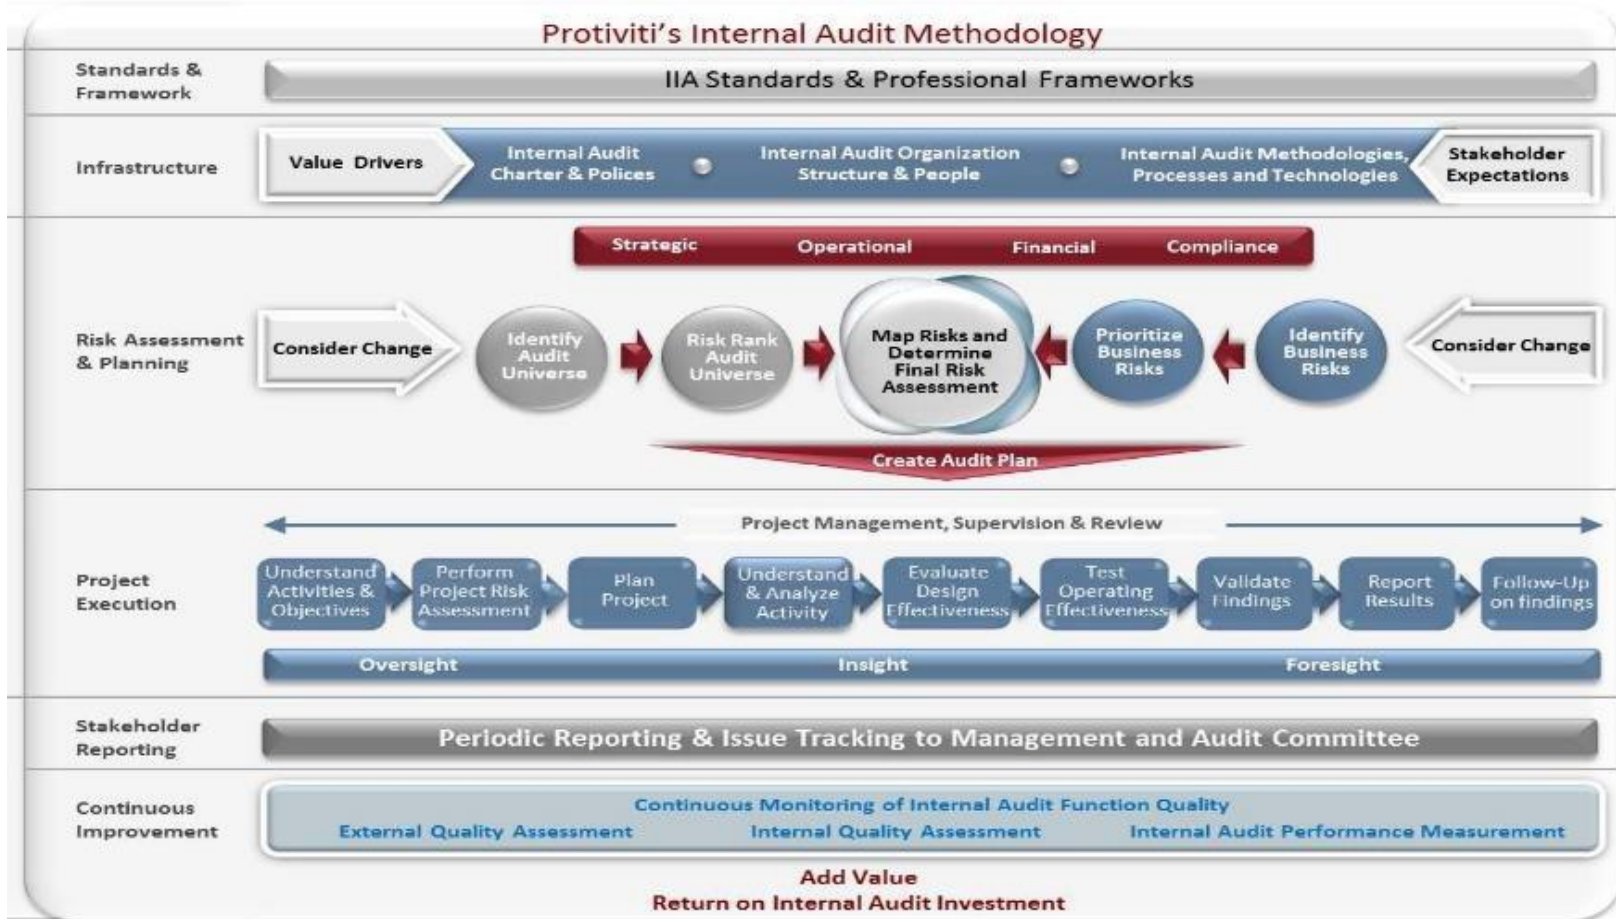 Protiviti's Internal Audit Methodology
Standards &
Framework
IIA Standards & Professional Frameworks
Infrastructure
Value Drivers
Internal Audit
Charter & Polices
Internal Audit Organization
Structure & People
Internal Audit Methodologies,
Processes and Technologies
Stakeholder
Expectations
Strategic
Operational
Financial
Compliance
Risk Assessment
& Planning
Consider Change
Identify
Audit
Universe
Risk Rank
Audit
Universe
Map Risks and
Determine
Final Risk
Assessment
Prioritize
Business
Risks
Identify
Business
Risks
Consider Change
Create Audit Plan
Project Management, Supervision & Review
Project
Execution
Understand
Activities &
Objectives
Perform
Project Risk
Assessment
Plan
Project
Understand
& Analyze
Activity
Evaluate
Design
Effectiveness
Test
Operating
Effectiveness
Validate
Findings
Report
Results
Follow-Up
on findings
Oversight
Insight
Foresight
Stakeholder
Reporting
Periodic Reporting & Issue Tracking to Management and Audit Committee
Continuous
Improvement
Continuous Monitoring of Internal Audit Function Quality
External Quality Assessment
Internal Quality Assessment
Internal Audit Performance Measurement
Add Value
Return on Internal Audit Investment